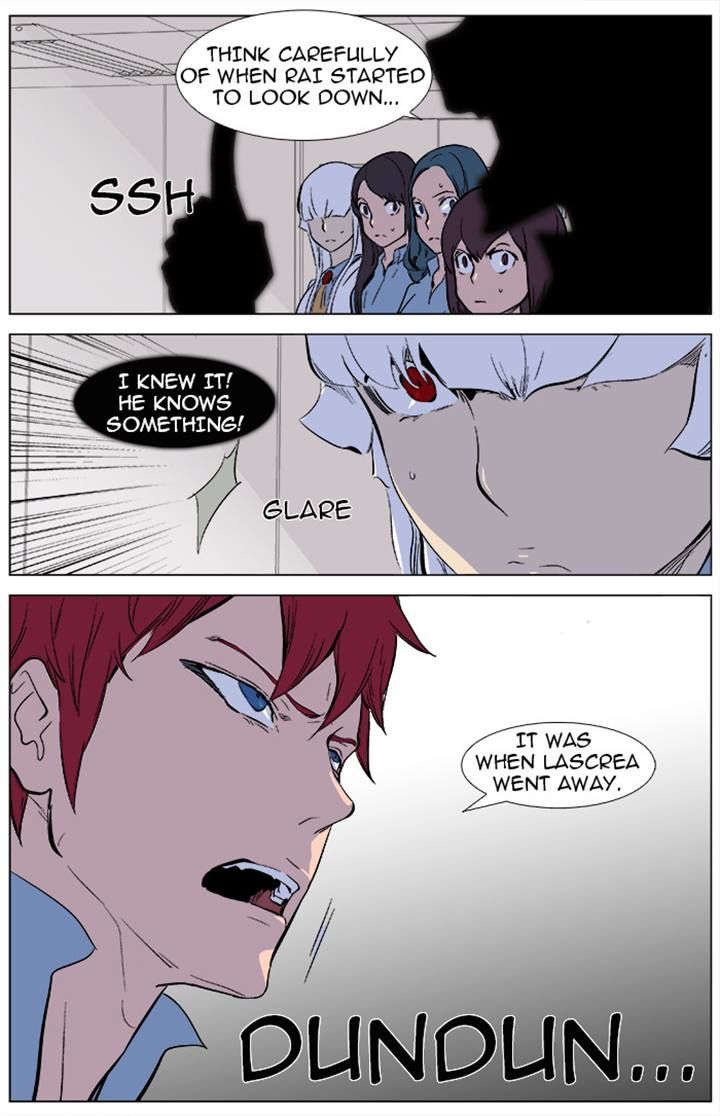 THINK CAREFULLY
OF WHEN RAI STARTED
TO LOOK DOWN...
SSH
I KNEW IT!
HE KNOWS
SOMETHING!
GLARE
IT WAS
WHEN LASCREA
WENT AWAY.
DUNDUN...